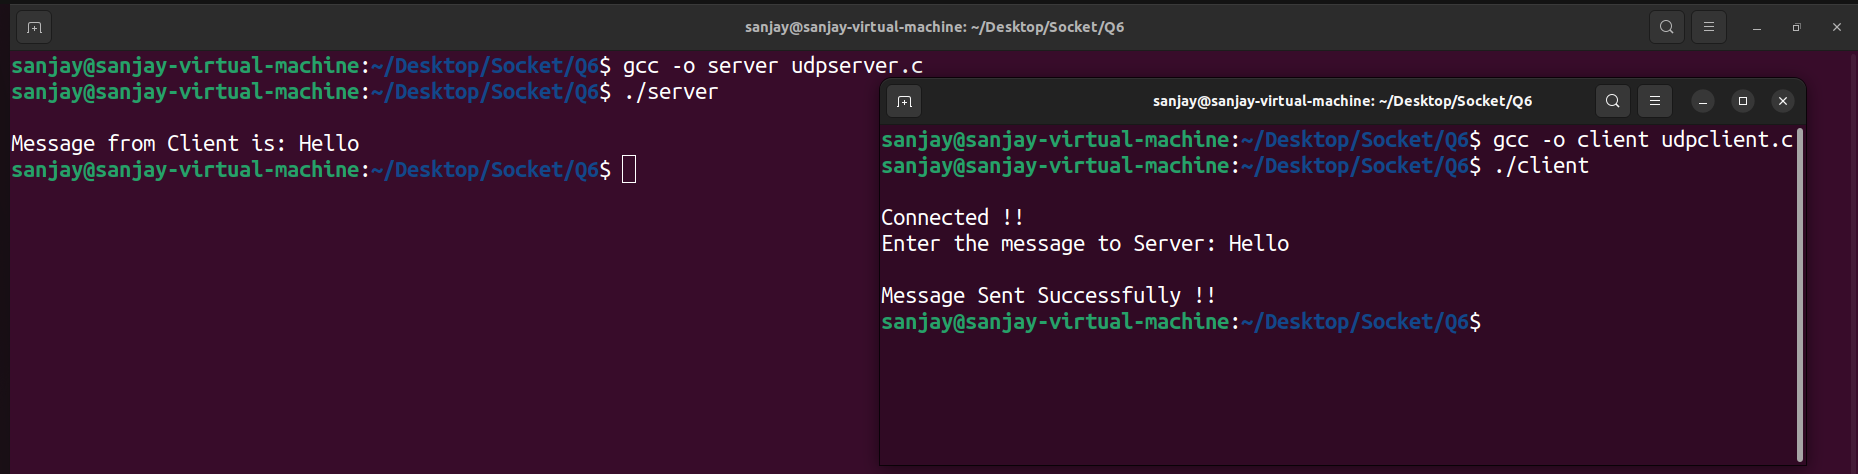 sanjay@sanjay-virtual-machine: ~/Desktop/Socket/Q6
sanjay@sanjay-virtual-machine:~/Desktop/Socket/Q6$ gcc -o server udpserver.c
sanjay@sanjay-virtual-machine:~/Desktop/Socket/Q6$ ./server
Message from Client is: Hello
sanjay@sanjay-virtual-machine:~/Desktop/Socket/Q6$
sanjay@sanjay-virtual-machine: ~/Desktop/Socket/Q6
sanjay@sanjay-virtual-machine:~/Desktop/Socket/Q6$ gcc -o client udpclient.c
sanjay@sanjay-virtual-machine:~/Desktop/Socket/Q6$ ./client
Connected !!
Enter the message to Server: Hello
Message Sent Successfully !!
sanjay@sanjay-virtual-machine:~/Desktop/Socket/Q6$